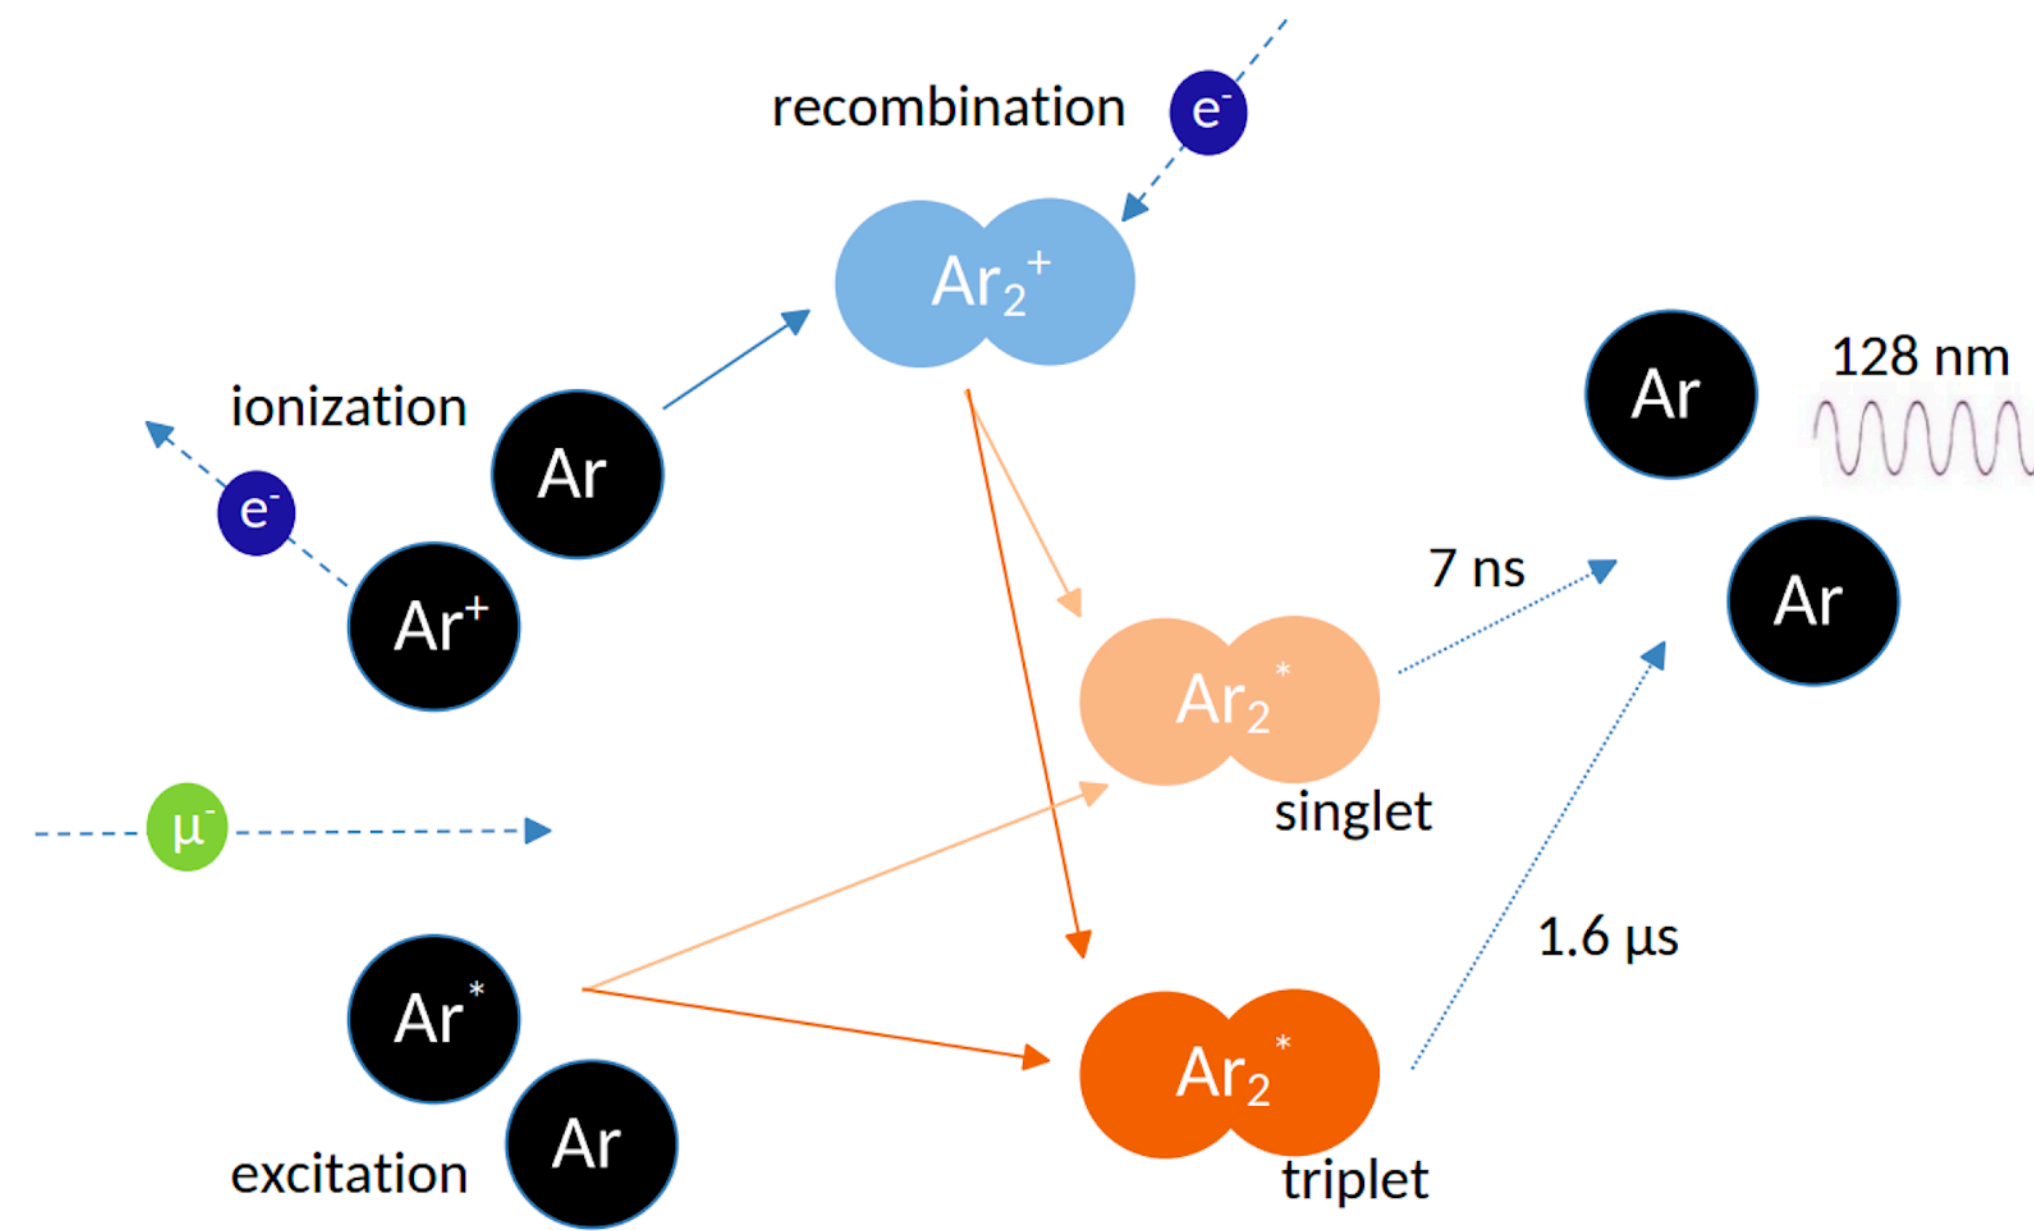 recombination
e⁻
Ar₂⁺
128 nm
Ar
ionization
Ar
e⁻
7 ns
Ar
Ar⁺
Ar₂*
singlet
μ⁻
1.6 μs
Ar*
Ar₂*
Ar
excitation
triplet